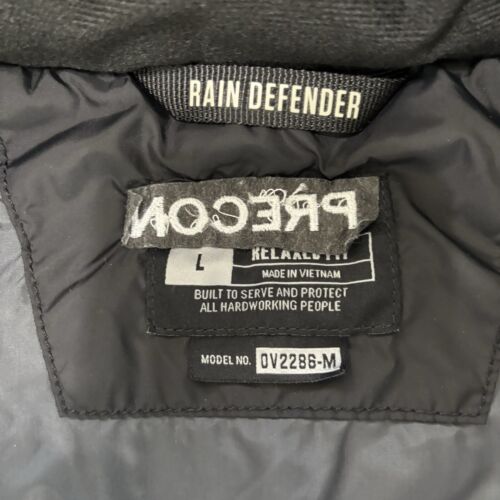 RAIN DEFENDER
PRECON
L
RELAXED FIT
MADE IN VIETNAM
BUILT TO SERVE AND PROTECT
ALL HARDWORKING PEOPLE
MODEL NO. OV2286-M